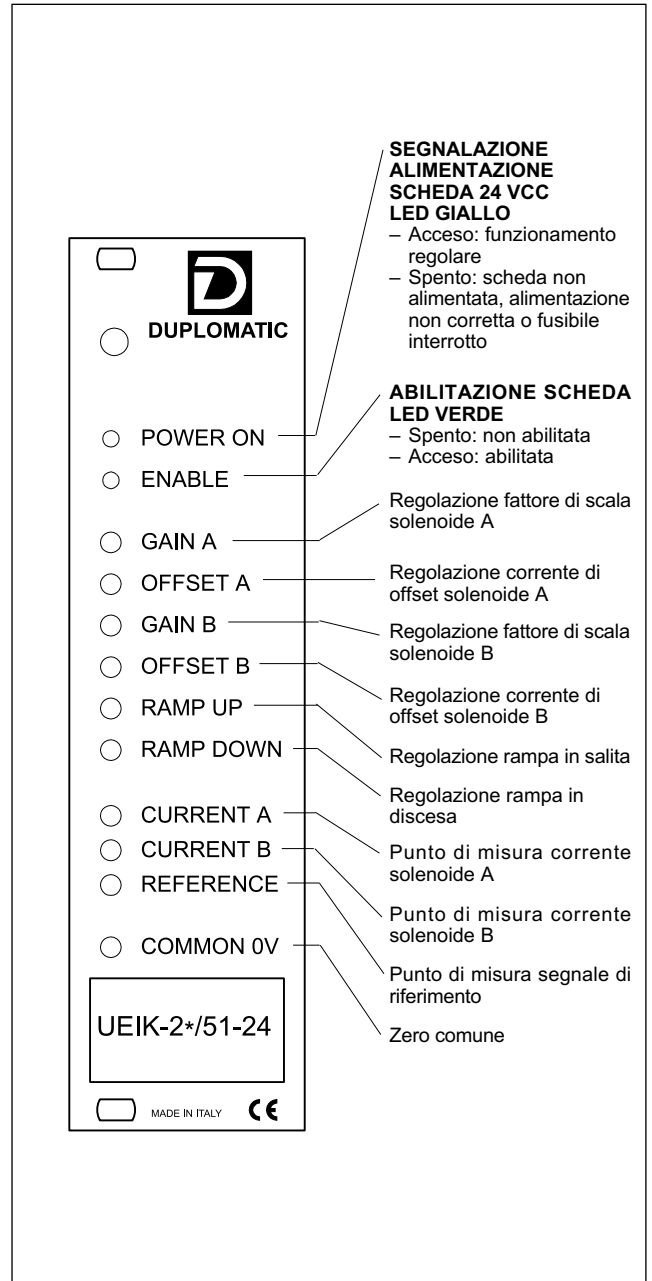 SEGNALAZIONE
ALIMENTAZIONE
SCHEDA 24 VCC
LED GIALLO
– Acceso: funzionamento
regolare
– Spento: scheda non
alimentata, alimentazione
non corretta o fusibile
interrotto
ABILITAZIONE SCHEDA
LED VERDE
– Spento: non abilitata
– Acceso: abilitata
Regolazione fattore di scala
solenoide A
Regolazione corrente di
offset solenoide A
Regolazione fattore di scala
solenoide B
Regolazione corrente di
offset solenoide B
Regolazione rampa in salita
Regolazione rampa in
discesa
Punto di misura corrente
solenoide A
Punto di misura corrente
solenoide B
Punto di misura segnale di
riferimento
Zero comune
D
DUPLOMATIC
POWER ON
ENABLE
GAIN A
OFFSET A
GAIN B
OFFSET B
RAMP UP
RAMP DOWN
CURRENT A
CURRENT B
REFERENCE
COMMON 0V
UEIK-2*/51-24
MADE IN ITALY CE